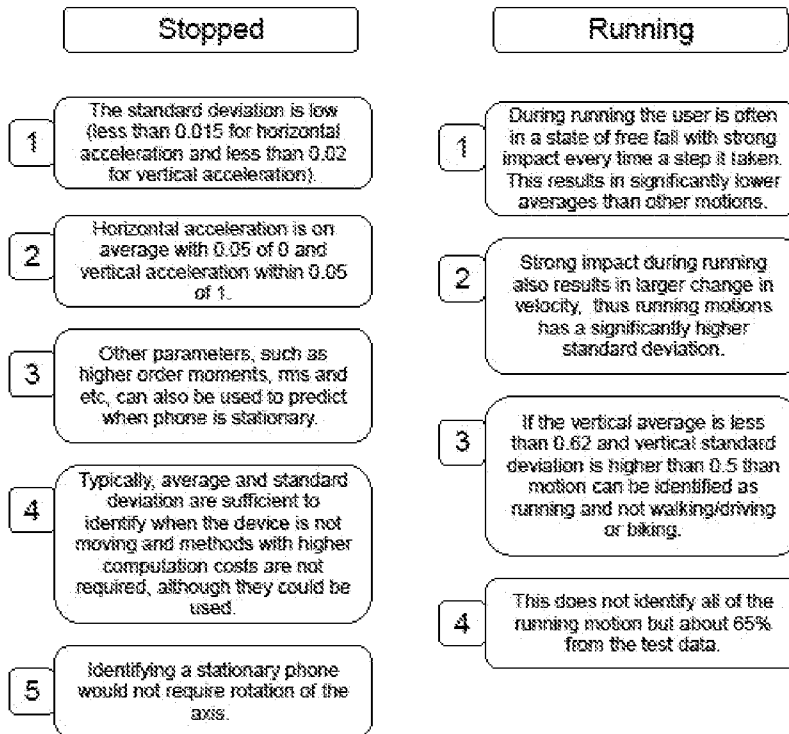 Stopped
1
The standard deviation is low
(less than 0.015 for horizontal
acceleration and less than 0.02
for vertical acceleration).
2
Horizontal acceleration is on
average with 0.05 of 0 and
vertical acceleration within 0.05
of 1.
3
Other parameters, such as
higher order moments, rms and
etc, can also be used to predict
when phone is stationary.
4
Typically, average and standard
deviation are sufficient to
identify when the device is not
moving and methods with higher
computation costs are not
required, although they could be
used.
5
Identifying a stationary phone
would not require rotation of the
axis.
Running
1
During running the user is often
in a state of free fall with strong
impact every time a step it taken.
This results in significantly lower
averages than other motions.
2
Strong impact during running
also results in larger change in
velocity, thus running motions
has a significantly higher
standard deviation.
3
If the vertical average is less
than 0.62 and vertical standard
deviation is higher than 0.5 than
motion can be identified as
running and not walking/driving
or biking.
4
This does not identify all of the
running motion but about 65%
from the test data.